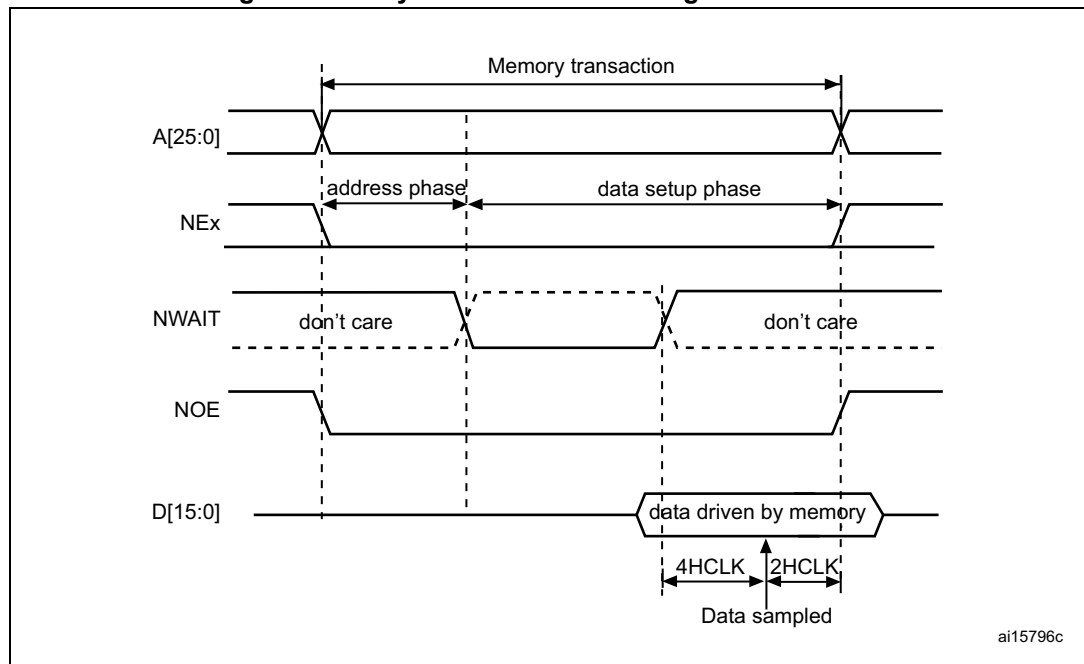 Memory transaction
A[25:0]
address phase
data setup phase
NEx
NWAIT
don't care
don't care
NOE
D[15:0]
data driven by memory
4HCLK
2HCLK
Data sampled
ai15796c